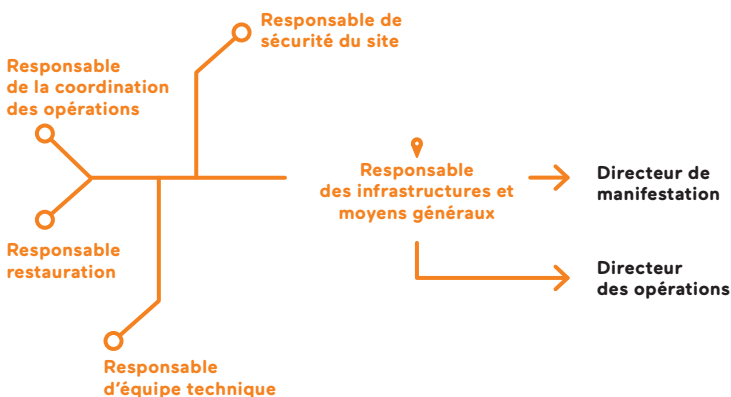 Responsable de
sécurité du site
Responsable
de la coordination
des opérations
Responsable
restauration
Responsable
d'équipe technique
Responsable
des infrastructures et
moyens généraux
Directeur de
manifestation
Directeur
des opérations